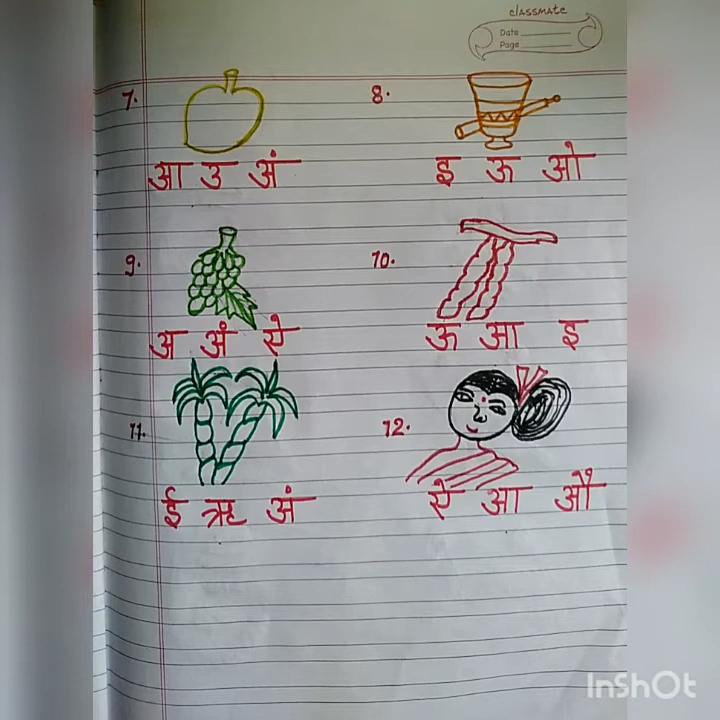 classmate
Date
Page
7. 8.
आ उ अं इ ऊ ओ
9. 10.
अ अं ऐ ऊ आ इ
11. 12.
ई ऋ अं ऐ आ औ
InShOt